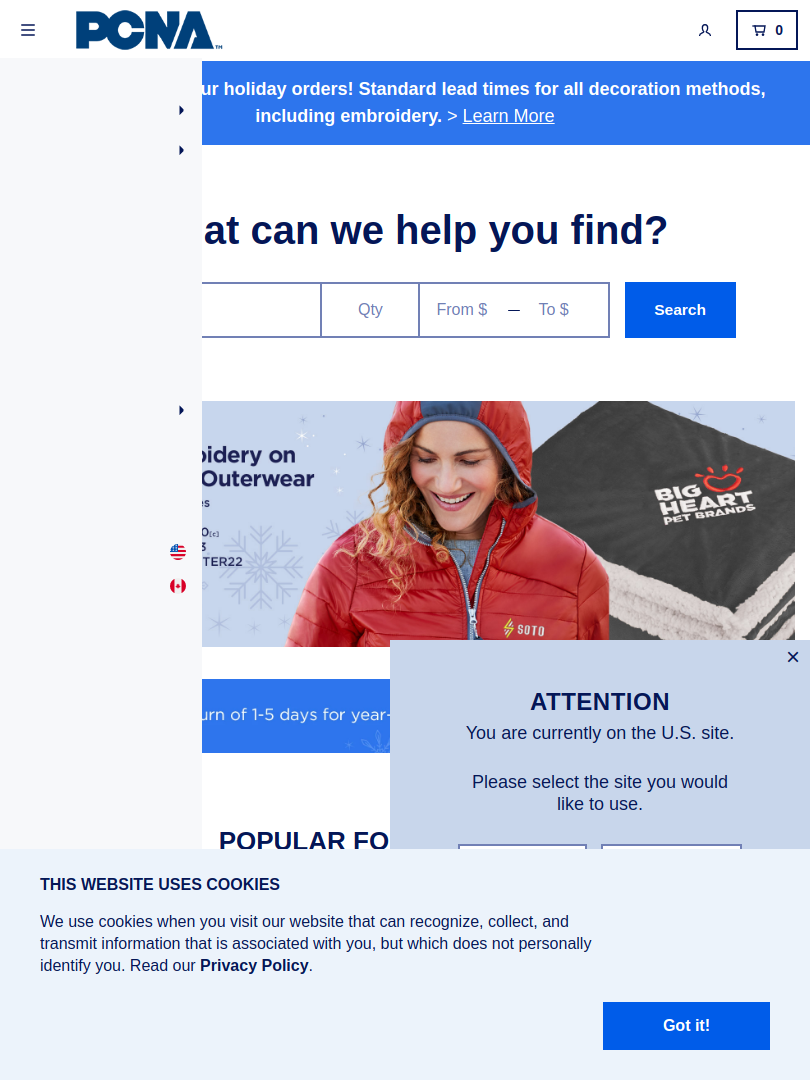 PCNA™
0
ur holiday orders! Standard lead times for all decoration methods,
including embroidery. > Learn More
at can we help you find?
Qty
From $ — To $
Search
idery on
Outerwear
es
O[c]
3
TER22
BIG
HEART
PET BRANDS
SOTO
urn of 1-5 days for year-
×
ATTENTION
You are currently on the U.S. site.
Please select the site you would
like to use.
POPULAR FO
THIS WEBSITE USES COOKIES
We use cookies when you visit our website that can recognize, collect, and
transmit information that is associated with you, but which does not personally
identify you. Read our Privacy Policy.
Got it!